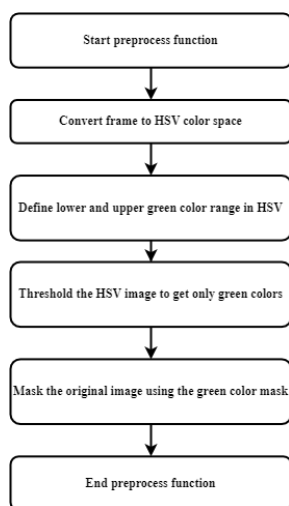 Start preprocess function
Convert frame to HSV color space
Define lower and upper green color range in HSV
Threshold the HSV image to get only green colors
Mask the original image using the green color mask
End preprocess function